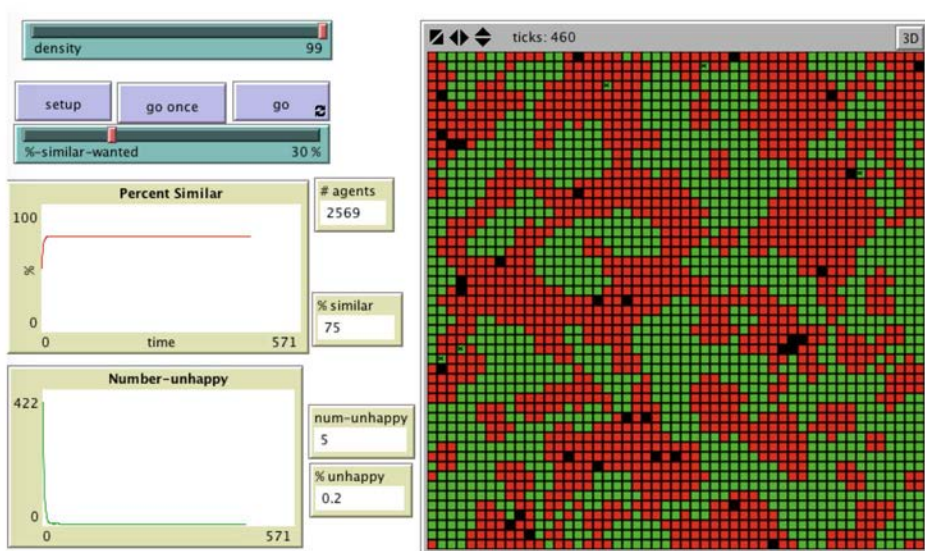 density 99
setup
go once
go
%-similar-wanted 30 %
Percent Similar
100
%
0
0 time 571
# agents
2569
% similar
75
Number-unhappy
422
0
0 571
num-unhappy
5
% unhappy
0.2
ticks: 460
3D